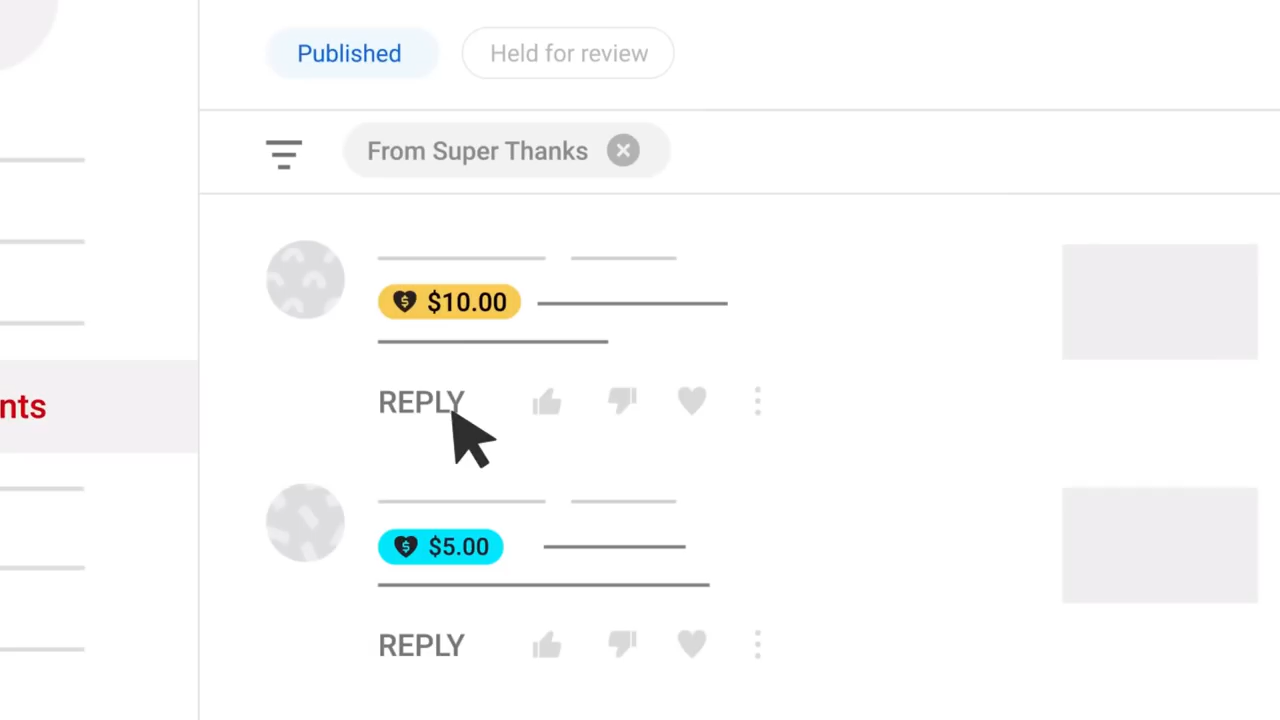 Published
Held for review
From Super Thanks
$10.00
REPLY
nts
$5.00
REPLY